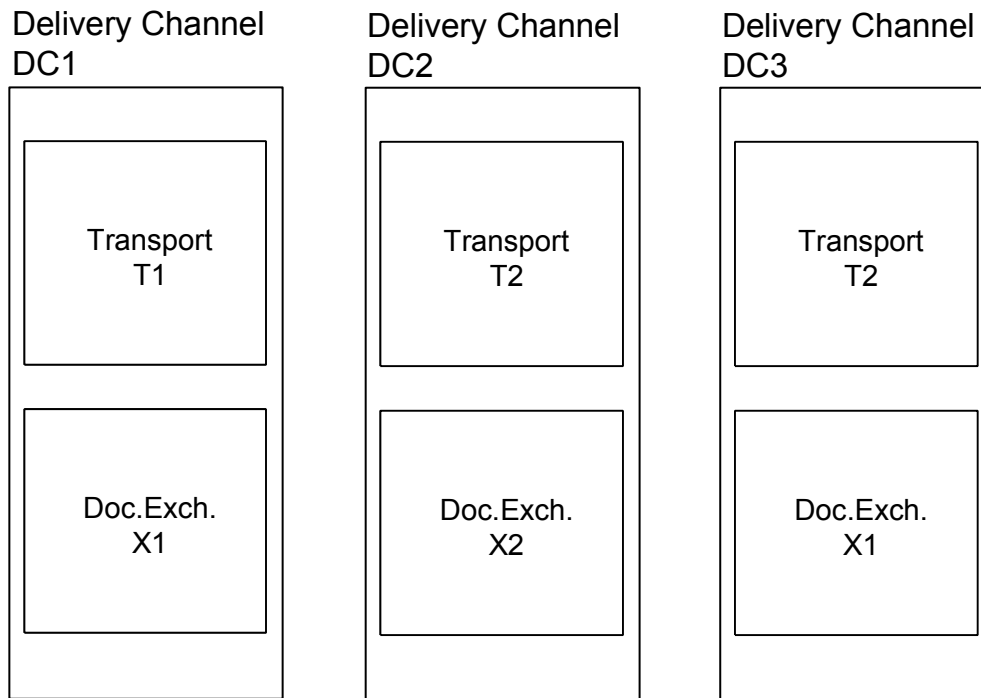 Delivery Channel
DC1
Transport
T1
Doc.Exch.
X1
Delivery Channel
DC2
Transport
T2
Doc.Exch.
X2
Delivery Channel
DC3
Transport
T2
Doc.Exch.
X1